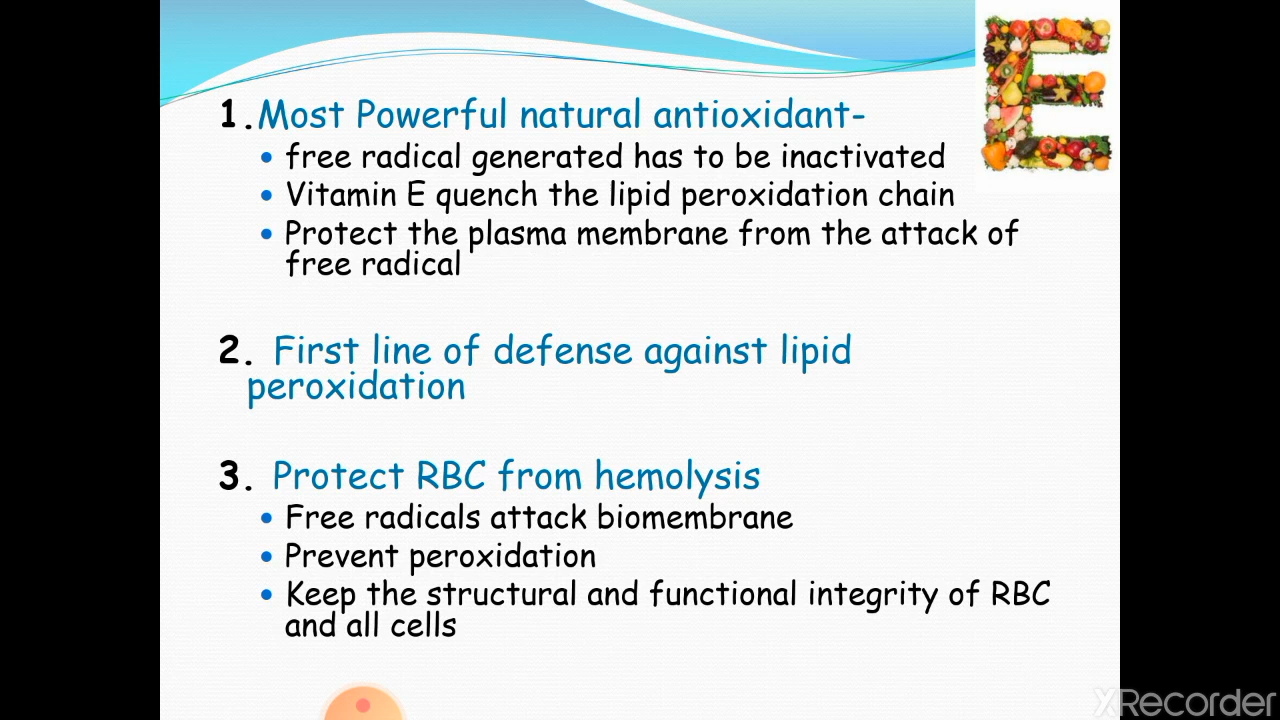 1.Most Powerful natural antioxidant-
• free radical generated has to be inactivated
• Vitamin E quench the lipid peroxidation chain
• Protect the plasma membrane from the attack of
free radical
2. First line of defense against lipid
peroxidation
3. Protect RBC from hemolysis
• Free radicals attack biomembrane
• Prevent peroxidation
• Keep the structural and functional integrity of RBC
and all cells
E
XRecorder